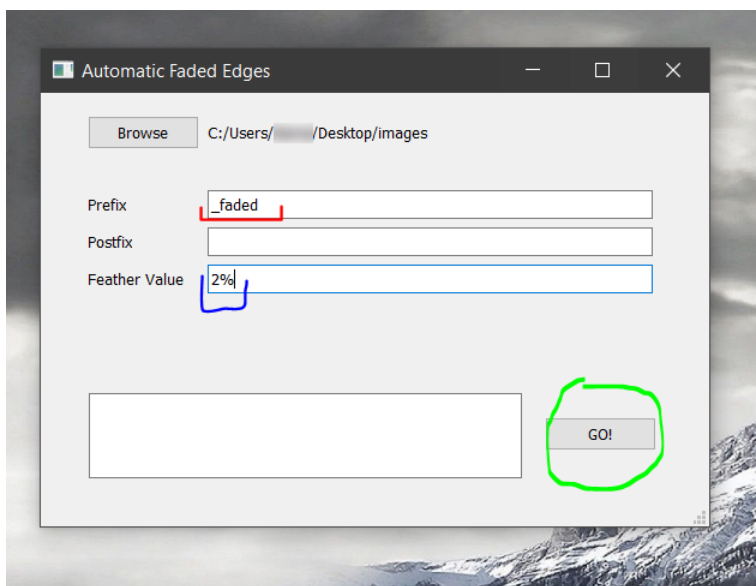 Automatic Faded Edges
Browse C:/Users/ /Desktop/images
Prefix _faded
Postfix
Feather Value 2%
GO!